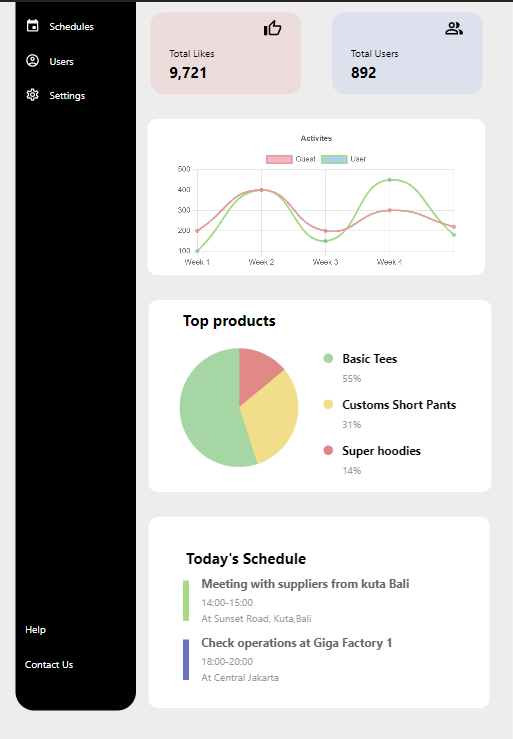 Schedules
Users
Settings
Help
Contact Us
Total Likes
9,721
Total Users
892
Activites
Guest User
500
400
300
200
100
Week 1 Week 2 Week 3 Week 4
Top products
Basic Tees
55%
Customs Short Pants
31%
Super hoodies
14%
Today's Schedule
Meeting with suppliers from kuta Bali
14:00-15:00
At Sunset Road, Kuta,Bali
Check operations at Giga Factory 1
18:00-20:00
At Central Jakarta